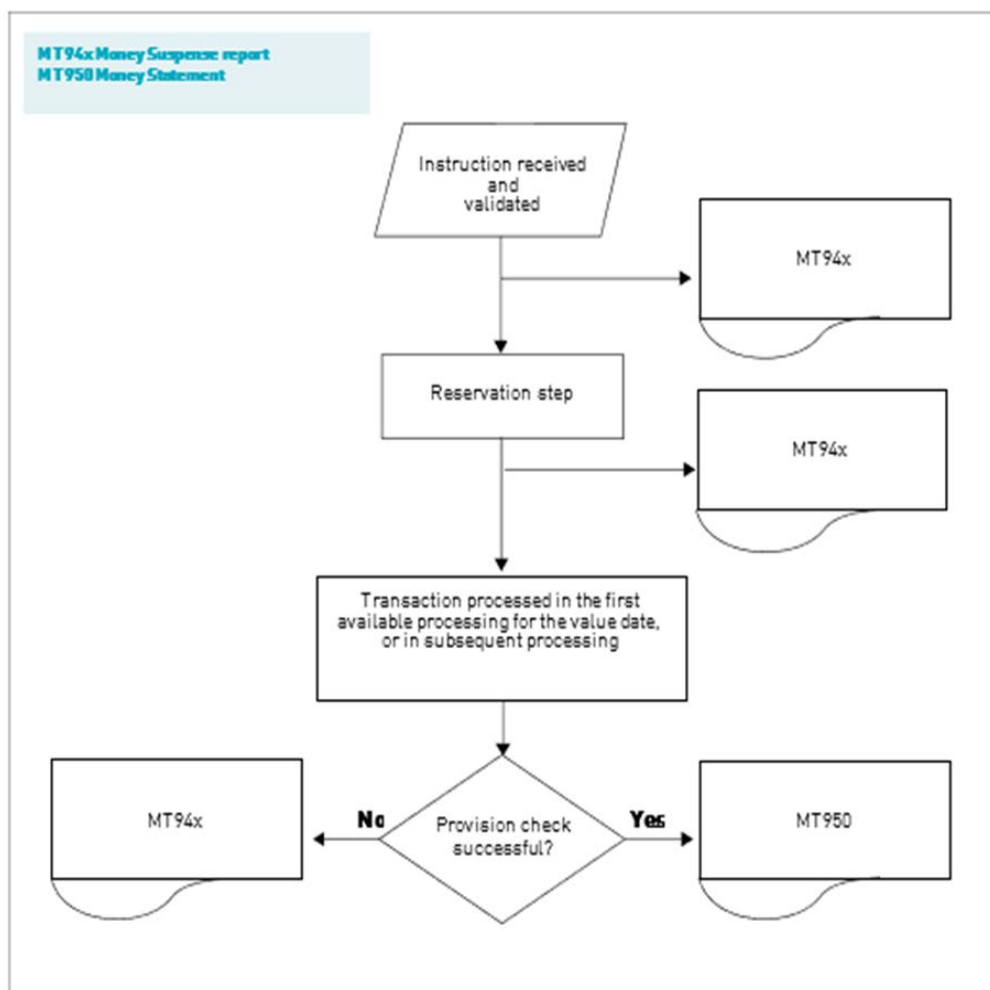 MT94x Money Suspense report
MT950 Money Statement
Instruction received
and
validated
MT94x
Reservation step
MT94x
Transaction processed in the first
available processing for the value date,
or in subsequent processing
MT94x
No
Provision check
successful?
Yes
MT950